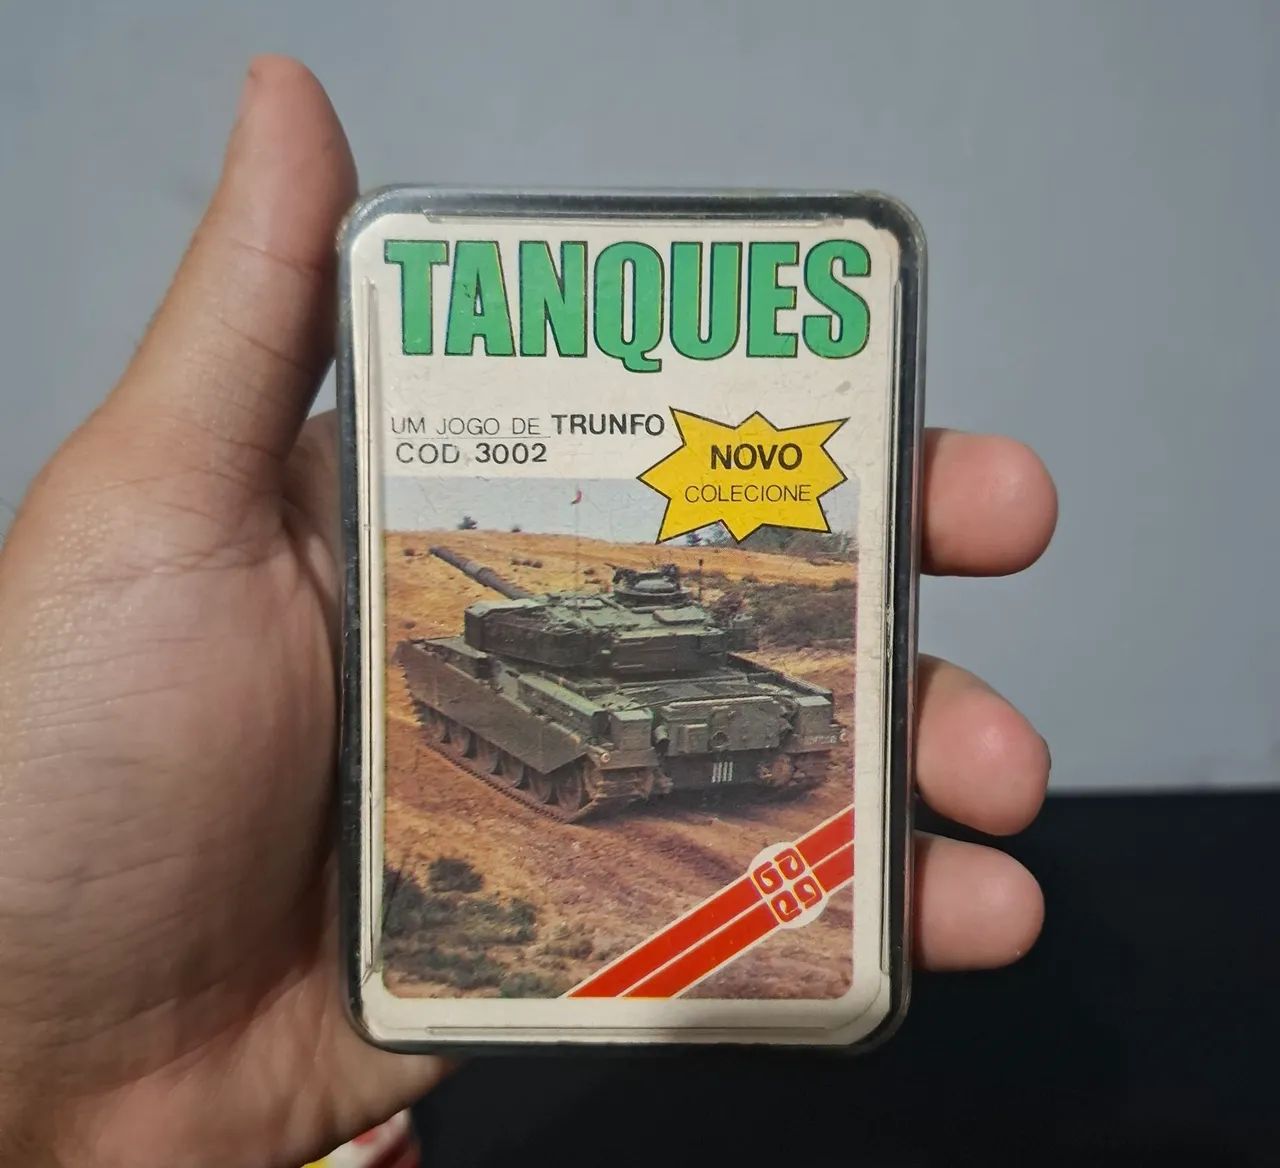 TANQUES
UM JOGO DE TRUNFO
COD 3002
NOVO
COLECIONE